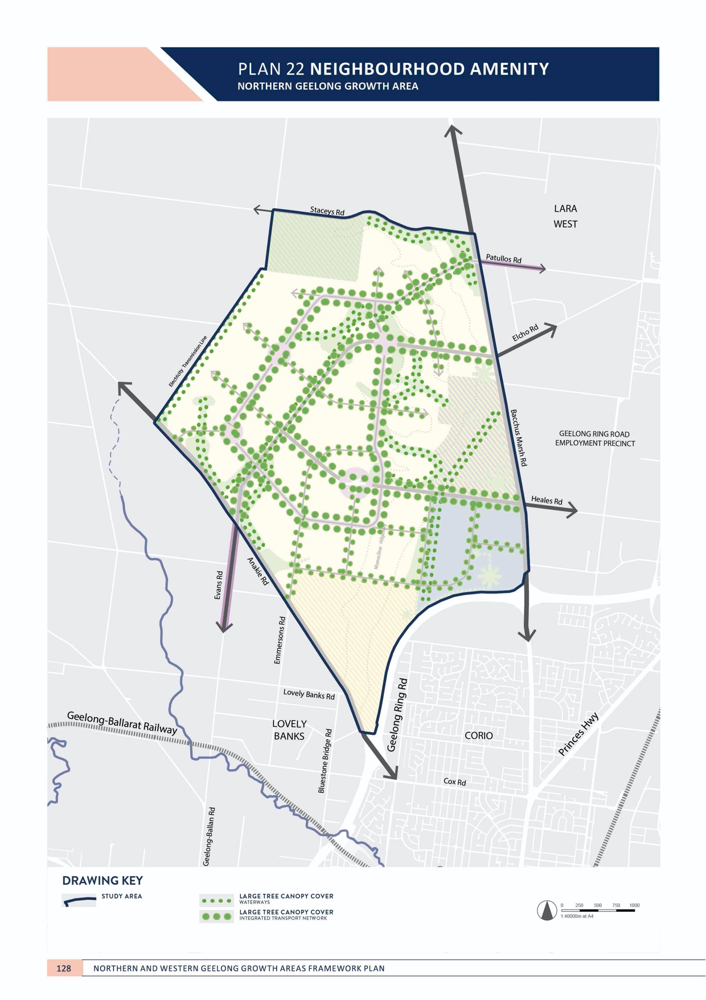 PLAN 22 NEIGHBOURHOOD AMENITY
NORTHERN GEELONG GROWTH AREA
Staceys Rd
LARA
WEST
Patullos Rd
Elcho Rd
Electricity Transmission Line
Bacchus Marsh Rd
GEELONG RING ROAD
EMPLOYMENT PRECINCT
Heales Rd
Monocline ridgeway
Anakie Rd
Evans Rd
Emmersons Rd
Lovely Banks Rd
Geelong Ring Rd
Geelong-Ballarat Railway
LOVELY
BANKS
Bluestone Bridge Rd
CORIO
Princes Hwy
Cox Rd
Geelong-Ballan Rd
DRAWING KEY
STUDY AREA
LARGE TREE CANOPY COVER
WATERWAYS
LARGE TREE CANOPY COVER
INTEGRATED TRANSPORT NETWORK
0 250 500 750 1000
1:40000m at A4
128 NORTHERN AND WESTERN GEELONG GROWTH AREAS FRAMEWORK PLAN